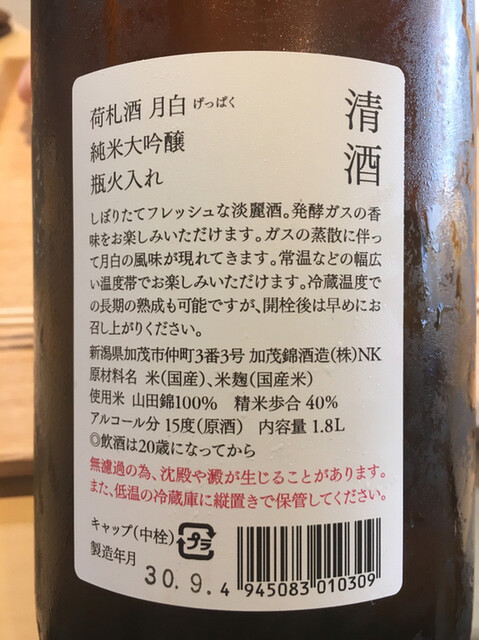 清酒
荷札酒 月白 げっぱく
純米大吟醸
瓶火入れ
しぼりたてフレッシュな淡麗酒。発酵ガスの香
味をお楽しみいただけます。ガスの蒸散に伴っ
て月白の風味が現れてきます。常温などの幅広
い温度帯でお楽しみいただけます。冷蔵温度で
の長期の熟成も可能ですが、開栓後は早めにお
召し上がりください。
新潟県加茂市仲町3番3号 加茂錦酒造(株)NK
原材料名 米(国産)、米麹(国産米)
使用米 山田錦100% 精米歩合 40%
アルコール分 15度(原酒) 内容量 1.8L
◎飲酒は20歳になってから
無濾過の為、沈殿や澱が生じることがあります。
また、低温の冷蔵庫に縦置きで保管してください。
キャップ(中栓) プラ
製造年月
30.9.4
945083 010309